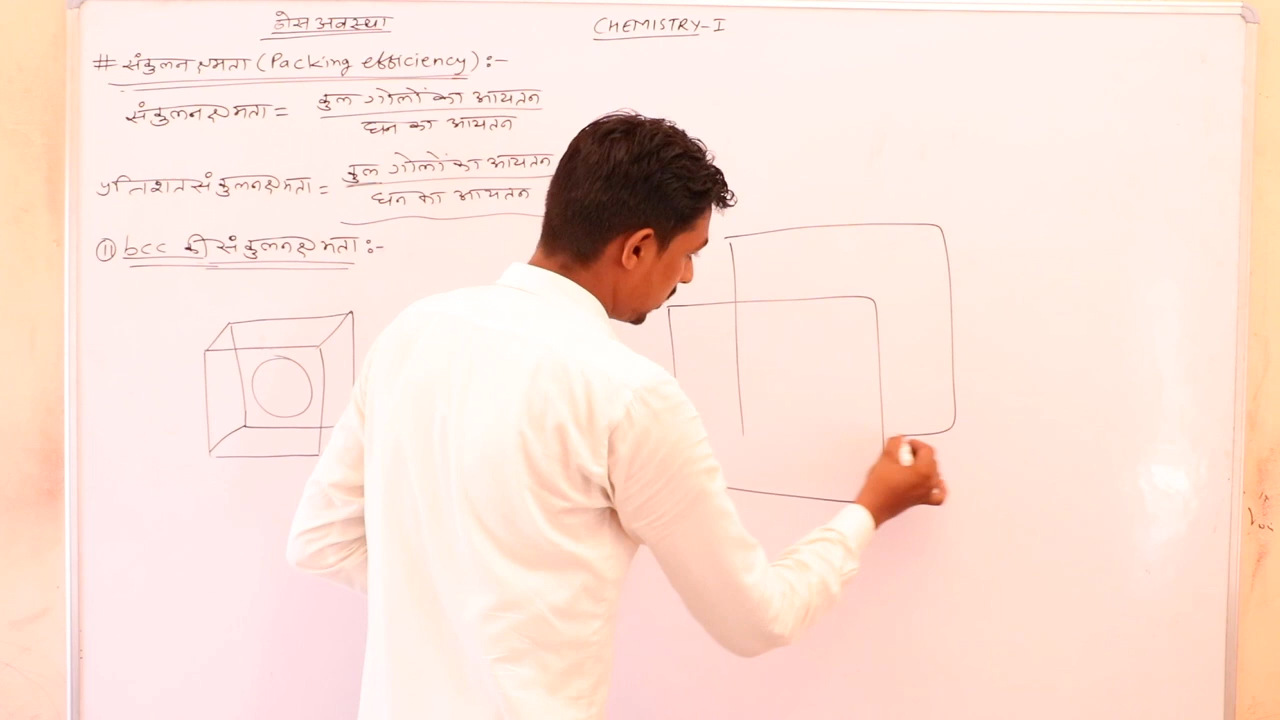 ठोस अवस्था
CHEMISTRY-I
# संकुलन क्षमता (Packing efficiency) :-
संकुलन क्षमता = कुल गोलों का आयतन
घन का आयतन
प्रतिशत संकुलन क्षमता = कुल गोलों का आयतन
घन का आयतन
(ii) bcc की संकुलन क्षमता :-